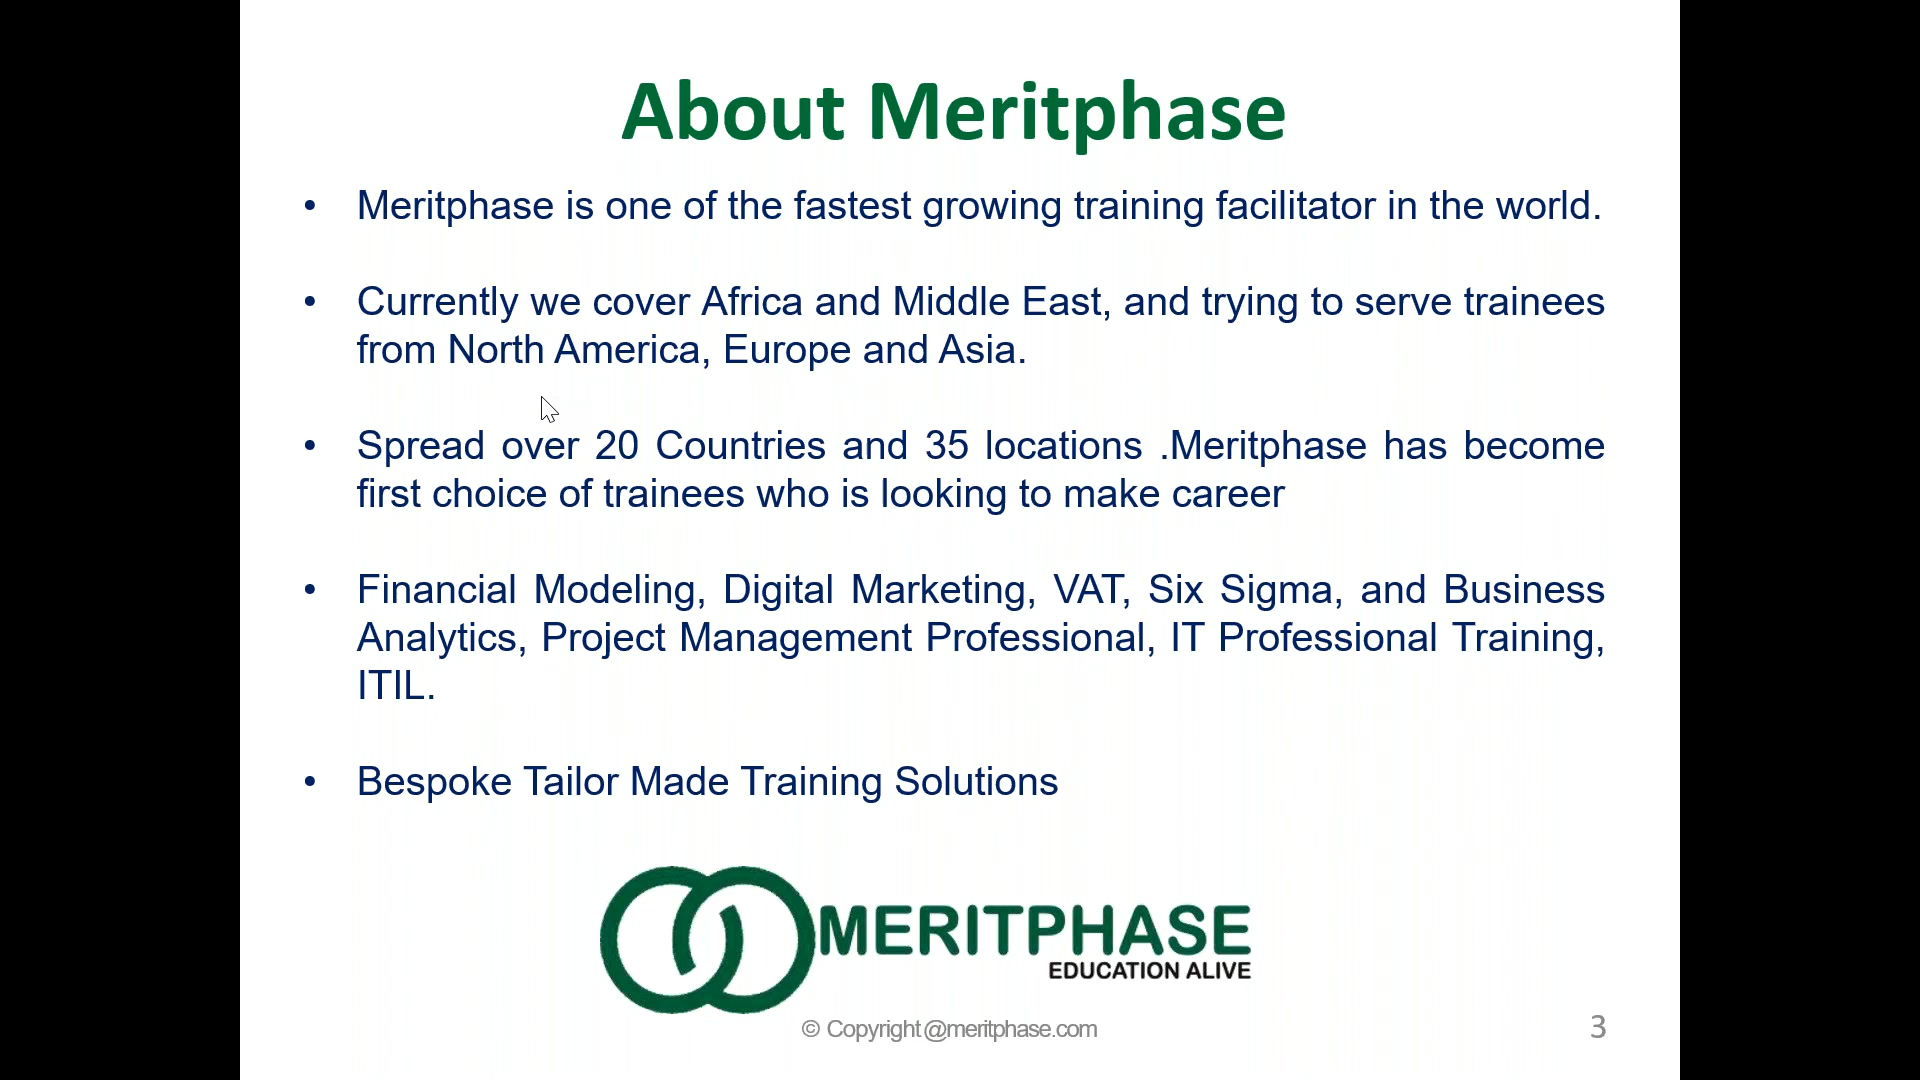 About Meritphase
• Meritphase is one of the fastest growing training facilitator in the world.
• Currently we cover Africa and Middle East, and trying to serve trainees
from North America, Europe and Asia.
• Spread over 20 Countries and 35 locations .Meritphase has become
first choice of trainees who is looking to make career
• Financial Modeling, Digital Marketing, VAT, Six Sigma, and Business
Analytics, Project Management Professional, IT Professional Training,
ITIL.
• Bespoke Tailor Made Training Solutions
MERITPHASE
EDUCATION ALIVE
© Copyright@meritphase.com
3